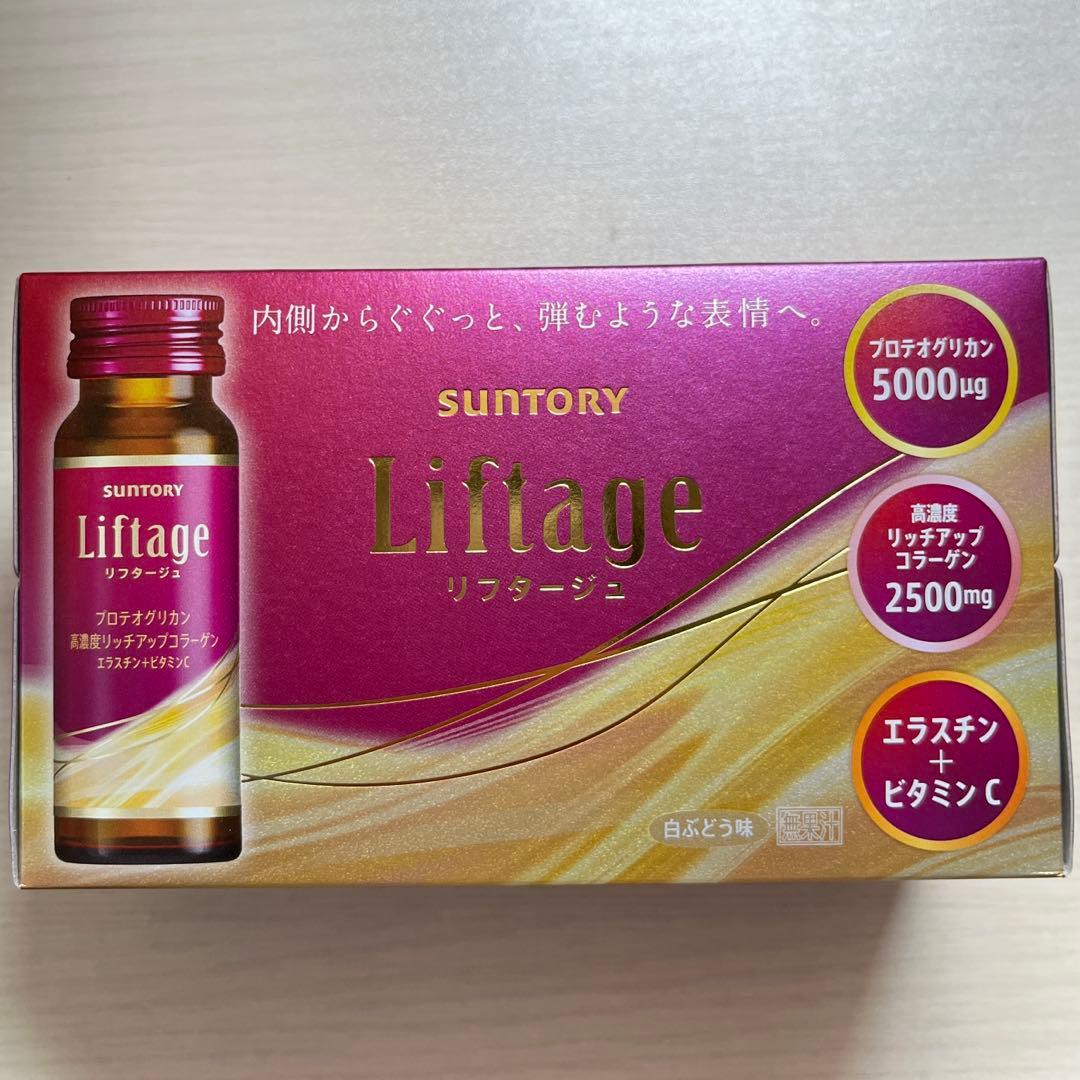 内側からぐぐっと、弾むような表情へ。
SUNTORY
Liftage
リフタージュ
プロテオグリカン
5000μg
高濃度
リッチアップ
コラーゲン
2500mg
エラスチン
+
ビタミンC
白ぶどう味 無果汁
SUNTORY
Liftage
リフタージュ
プロテオグリカン
高濃度リッチアップコラーゲン
エラスチン+ビタミンC